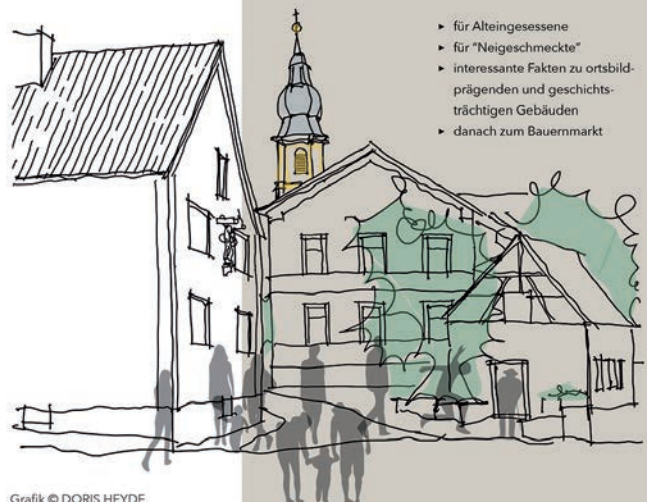 ▸ für Alteingesessene
▸ für "Neigeschmeckte"
▸ interessante Fakten zu ortsbild-
prägenden und geschichts-
trächtigen Gebäuden
▸ danach zum Bauernmarkt
Grafik © DORIS HEYDE